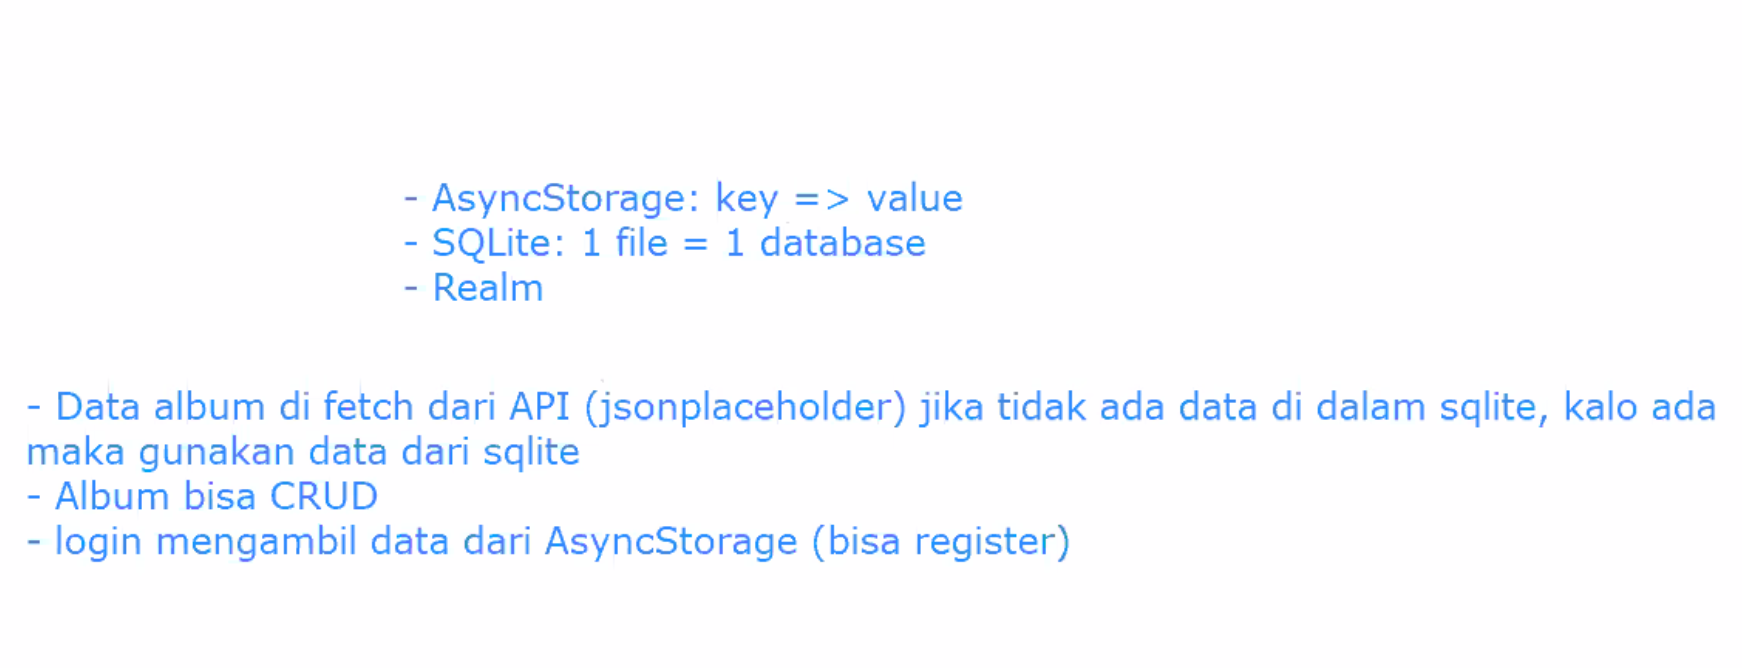 - AsyncStorage: key => value
- SQLite: 1 file = 1 database
- Realm
- Data album di fetch dari API (jsonplaceholder) jika tidak ada data di dalam sqlite, kalo ada
maka gunakan data dari sqlite
- Album bisa CRUD
- login mengambil data dari AsyncStorage (bisa register)